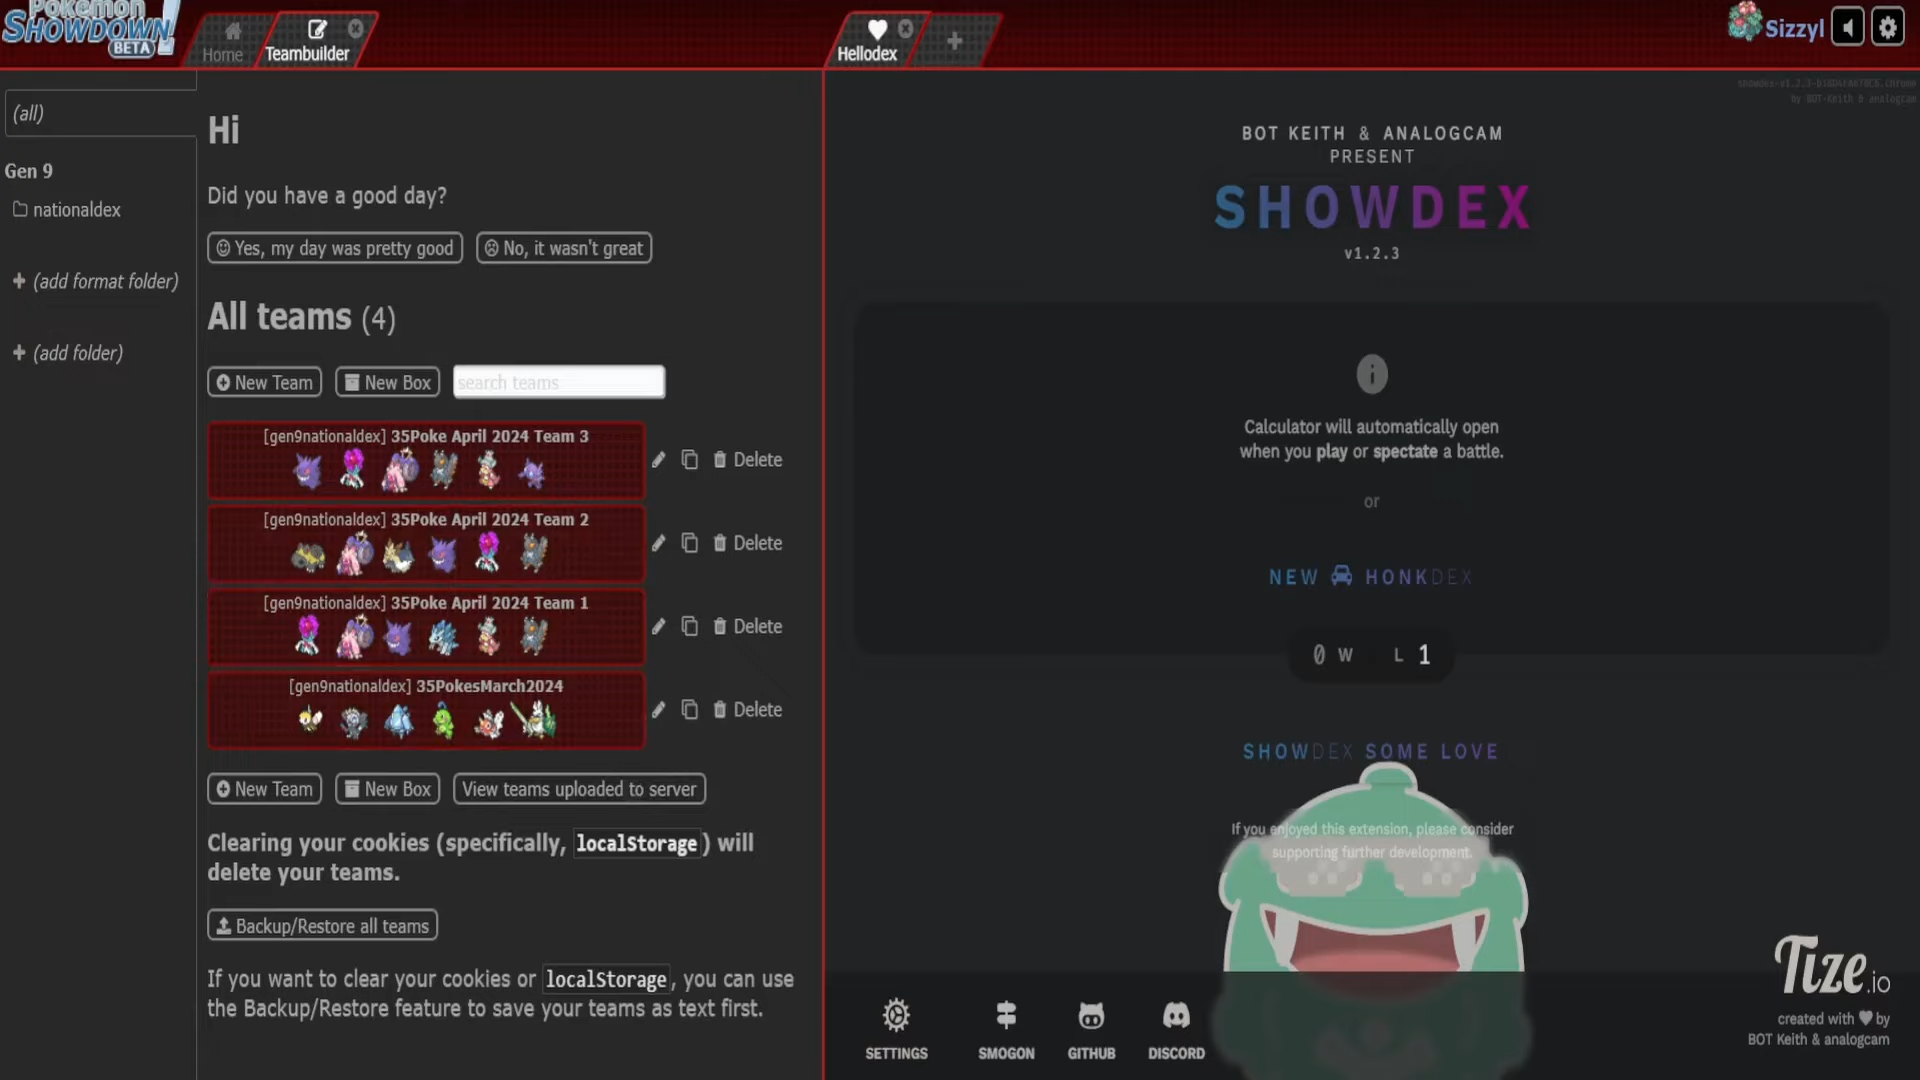 Pokémon
SHOWDOWN!
BETA
Home
Teambuilder
Hellodex
Sizzyl
(all)
Gen 9
nationaldex
(add format folder)
(add folder)
Hi
Did you have a good day?
Yes, my day was pretty good
No, it wasn't great
All teams (4)
New Team
New Box
search teams
[gen9nationaldex] 35Poke April 2024 Team 3
Delete
[gen9nationaldex] 35Poke April 2024 Team 2
Delete
[gen9nationaldex] 35Poke April 2024 Team 1
Delete
[gen9nationaldex] 35PokesMarch2024
Delete
New Team
New Box
View teams uploaded to server
Clearing your cookies (specifically, localStorage) will
delete your teams.
Backup/Restore all teams
If you want to clear your cookies or localStorage, you can use
the Backup/Restore feature to save your teams as text first.
by BOT Keith & analogcam
BOT KEITH & ANALOGCAM
PRESENT
SHOWDEX
v1.2.3
Calculator will automatically open
when you play or spectate a battle.
or
NEW HONKDEX
0 W L 1
SHOWDEX SOME LOVE
If you enjoyed this extension, please consider
supporting further development.
SETTINGS
SMOGON
GITHUB
DISCORD
Tize.io
created with ♥ by
BOT Keith & analogcam